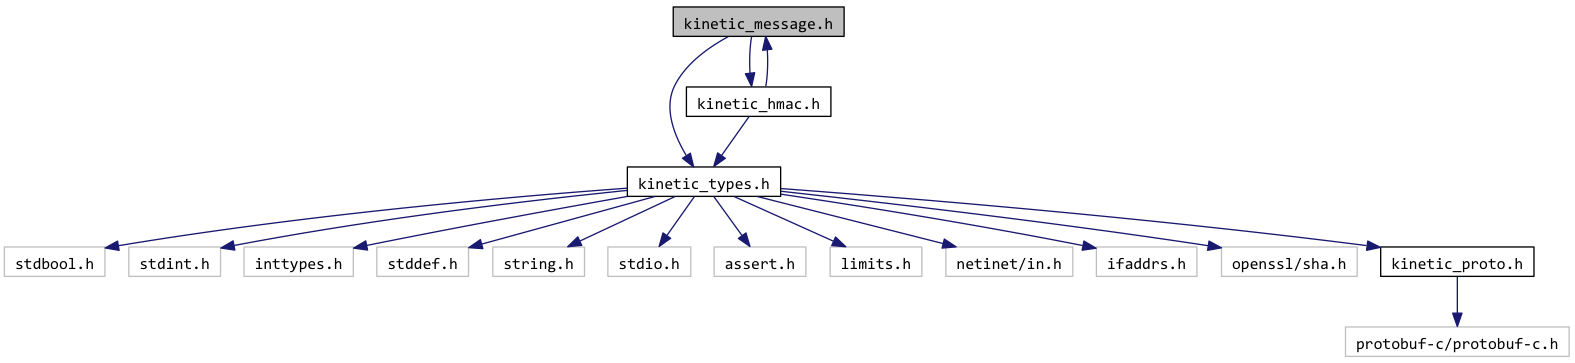 kinetic_message.h
kinetic_hmac.h
kinetic_types.h
stdbool.h
stdint.h
inttypes.h
stddef.h
string.h
stdio.h
assert.h
limits.h
netinet/in.h
ifaddrs.h
openssl/sha.h
kinetic_proto.h
protobuf-c/protobuf-c.h